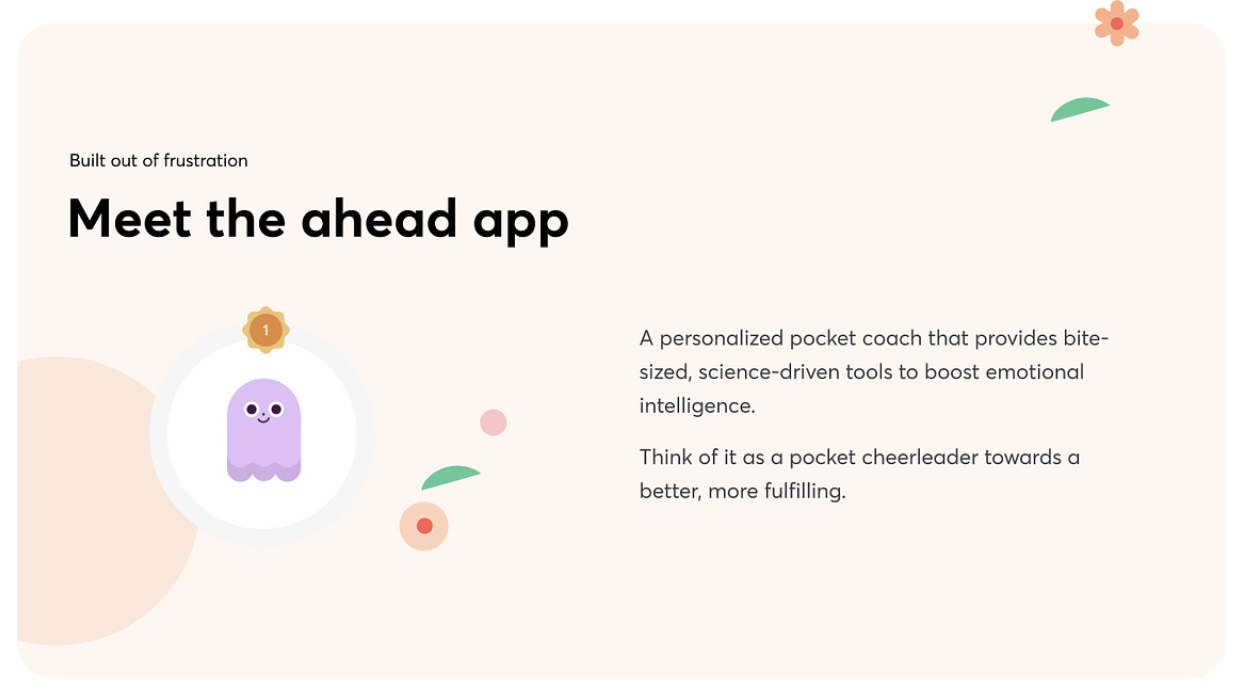 Built out of frustration
Meet the ahead app
1
A personalized pocket coach that provides bite-
sized, science-driven tools to boost emotional
intelligence.
Think of it as a pocket cheerleader towards a
better, more fulfilling.